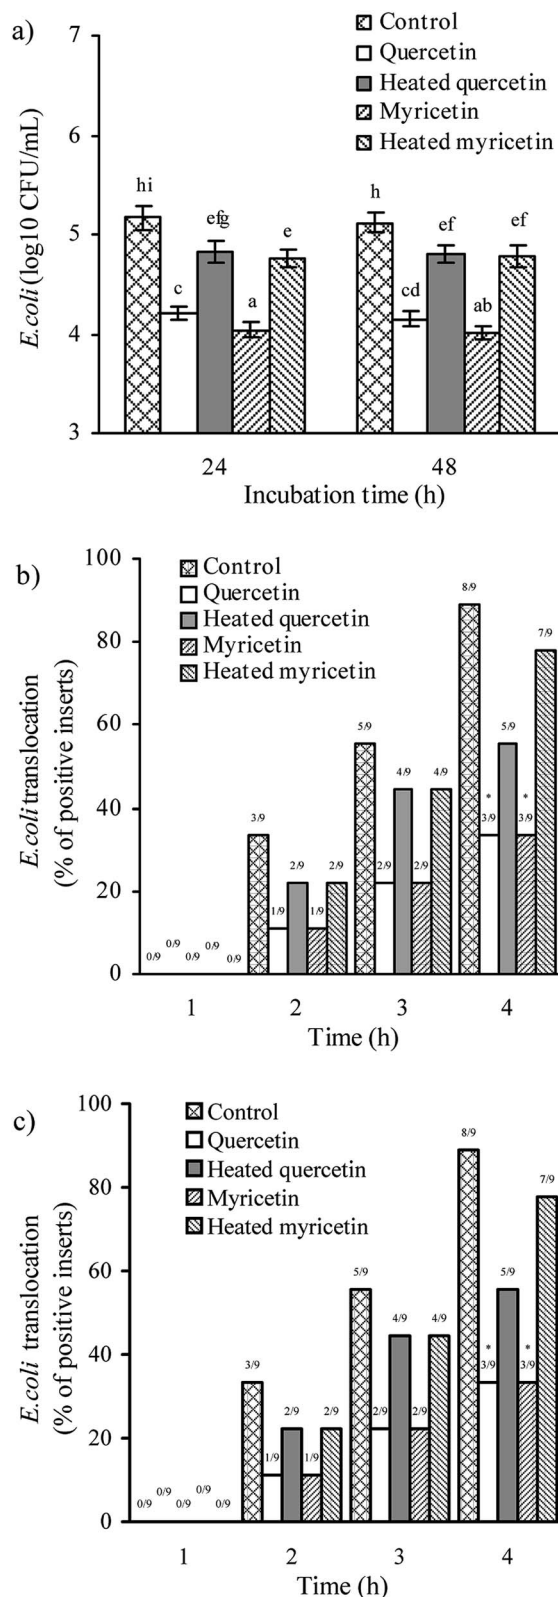 a)
7
6
5
4
3
E.coli (log10 CFU/mL)
Control
Quercetin
Heated quercetin
Myricetin
Heated myricetin
hi
c
efg
a
e
h
cd
ef
ab
ef
24
48
Incubation time (h)
b)
100
80
60
40
20
0
E.coli translocation
(% of positive inserts)
Control
Quercetin
Heated quercetin
Myricetin
Heated myricetin
0/9
0/9
0/9
0/9
0/9
3/9
1/9
2/9
1/9
2/9
5/9
2/9
4/9
2/9
4/9
8/9
*
3/9
5/9
*
3/9
7/9
1
2
3
4
Time (h)
c)
100
80
60
40
20
0
E.coli translocation
(% of positive inserts)
Control
Quercetin
Heated quercetin
Myricetin
Heated myricetin
0/9
0/9
0/9
0/9
0/9
3/9
1/9
2/9
1/9
2/9
5/9
2/9
4/9
2/9
4/9
8/9
*
3/9
5/9
*
3/9
7/9
1
2
3
4
Time (h)